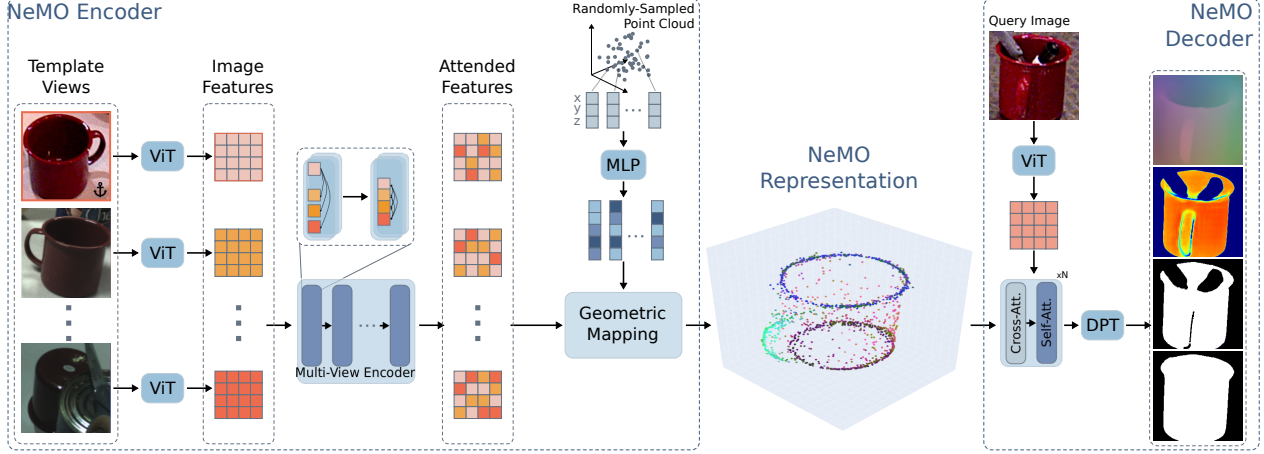 NeMO Encoder
Template
Views
Image
Features
Attended
Features
Randomly-Sampled
Point Cloud
x
y
z
ViT
ViT
ViT
MLP
Multi-View Encoder
Geometric
Mapping
NeMO
Representation
Query Image
NeMO
Decoder
ViT
xN
Cross-Att.
Self-Att.
DPT